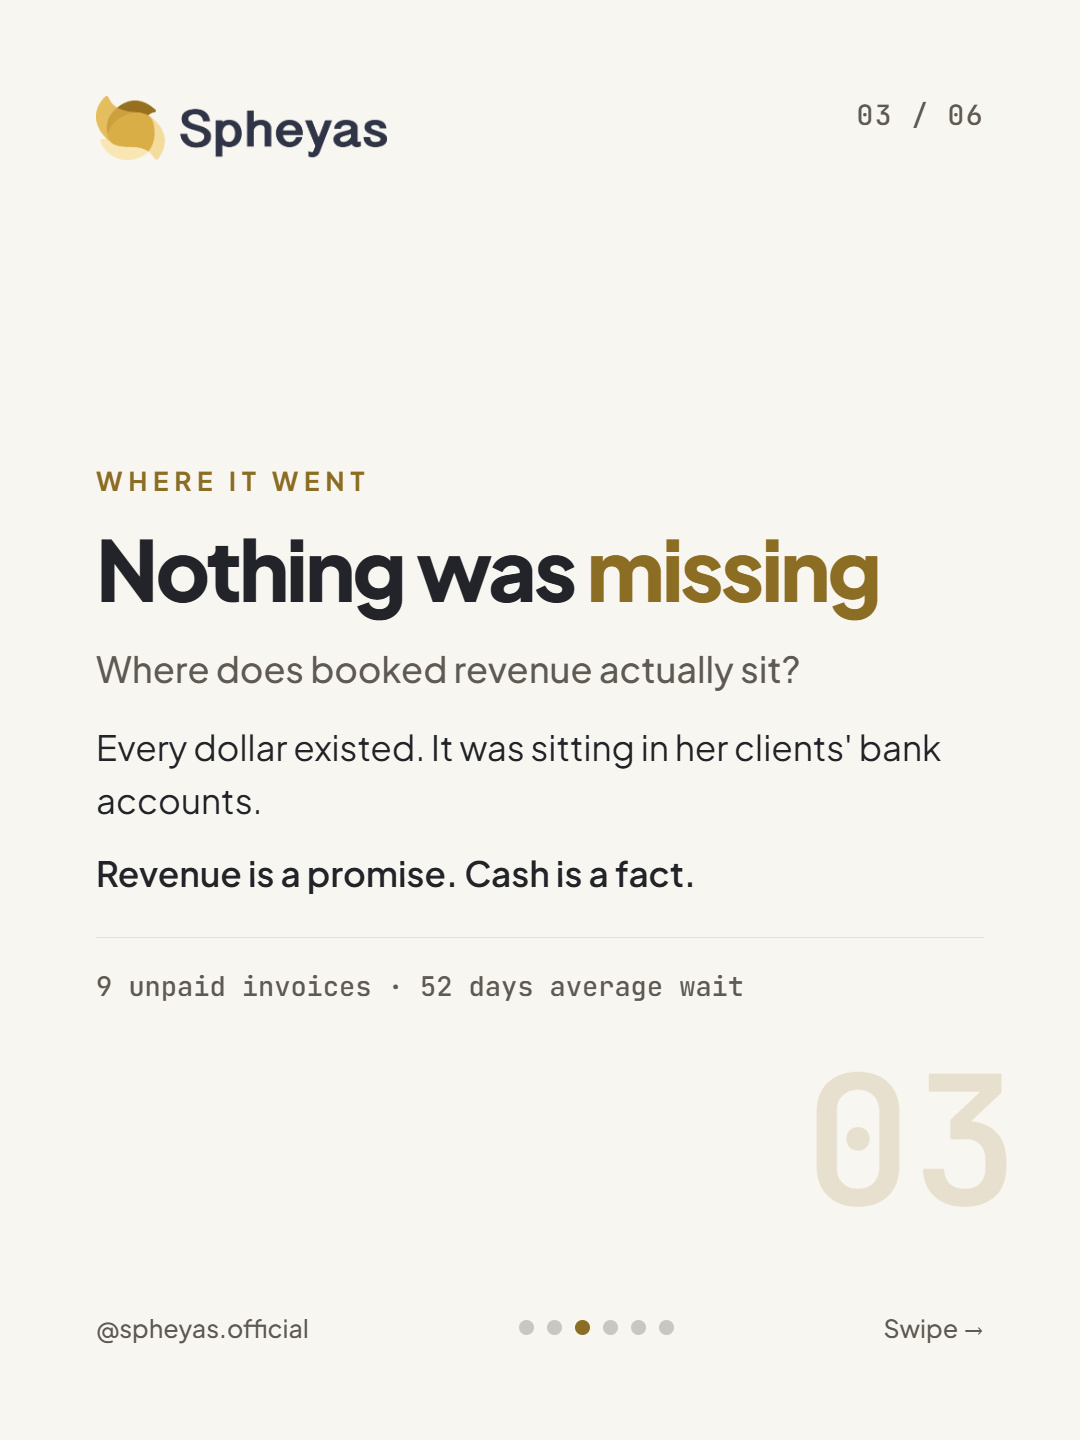 Spheyas
03 / 06
WHERE IT WENT
Nothing was missing
Where does booked revenue actually sit?
Every dollar existed. It was sitting in her clients' bank
accounts.
Revenue is a promise. Cash is a fact.
9 unpaid invoices · 52 days average wait
03
@spheyas.official
Swipe →